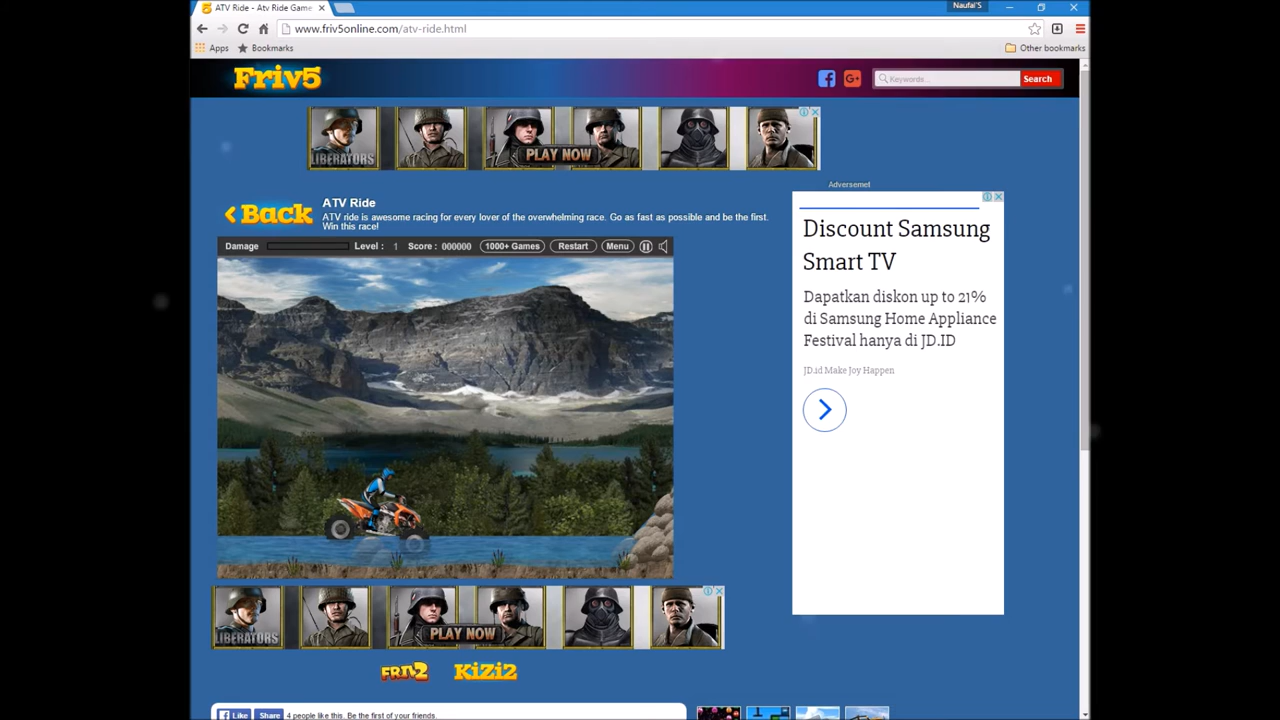 ATV Ride - Atv Ride Game
Naufal'S
www.friv5online.com/atv-ride.html
Apps
Bookmarks
Other bookmarks
Friv5
Keywords...
Search
LIBERATORS
PLAY NOW
Adversemet
< Back
ATV Ride
ATV ride is awesome racing for every lover of the overwhelming race. Go as fast as possible and be the first.
Win this race!
Damage
Level : 1
Score : 000000
1000+ Games
Restart
Menu
Discount Samsung
Smart TV
Dapatkan diskon up to 21%
di Samsung Home Appliance
Festival hanya di JD.ID
JD.id Make Joy Happen
LIBERATORS
PLAY NOW
FRIV2
KiZi2
Like
Share
4 people like this. Be the first of your friends.